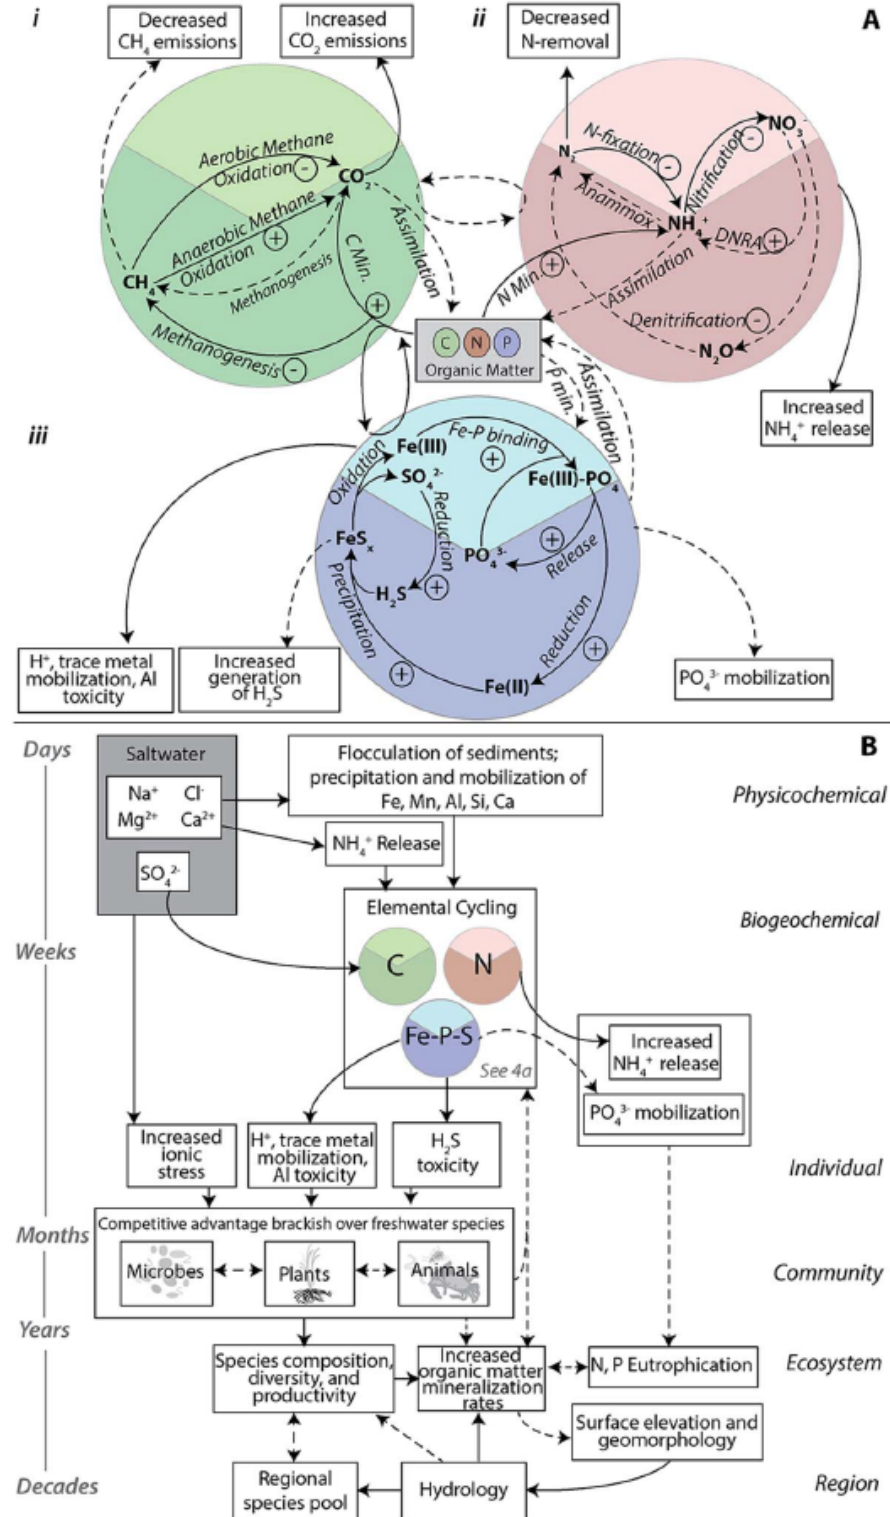 i
Decreased
CH₄ emissions
Increased
CO₂ emissions
ii
Decreased
N-removal
A
Aerobic Methane
Oxidation -
CO₂
Anaerobic Methane
Oxidation +
CH₄
Methanogenesis
C Min.
+
Methanogenesis -
Assimilation
N₂
N-fixation -
NH₄⁺
Nitrification -
NO₃⁻
Anammox
DNRA +
N Min. +
Assimilation
Denitrification -
N₂O
C N P
Organic Matter
P min.
Assimilation
Increased
NH₄⁺ release
iii
Fe(III)
Fe-P binding
+
Oxidation
SO₄²⁻
Fe(III)-PO₄
FeSₓ
Reduction
+
PO₄³⁻
+
Release
H₂S
Precipitation
+
Reduction
+
Fe(II)
H⁺, trace metal
mobilization, Al
toxicity
Increased
generation
of H₂S
PO₄³⁻ mobilization
Days
B
Saltwater
Na⁺ Cl⁻
Mg²⁺ Ca²⁺
SO₄²⁻
Flocculation of sediments;
precipitation and mobilization of
Fe, Mn, Al, Si, Ca
Physicochemical
NH₄⁺ Release
Elemental Cycling
Biogeochemical
Weeks
C
N
Fe-P-S
See 4a
Increased
NH₄⁺ release
PO₄³⁻ mobilization
Increased
ionic
stress
H⁺, trace metal
mobilization,
Al toxicity
H₂S
toxicity
Individual
Months
Competitive advantage brackish over freshwater species
Microbes
Plants
Animals
Community
Years
Species composition,
diversity, and
productivity
Increased
organic matter
mineralization
rates
N, P Eutrophication
Ecosystem
Surface elevation and
geomorphology
Decades
Regional
species pool
Hydrology
Region